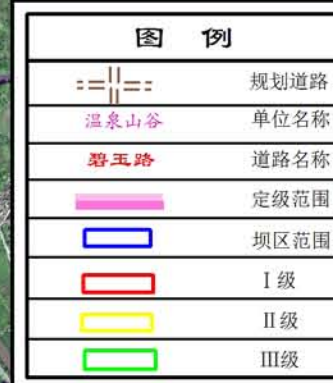 图 例
规划道路
温泉山谷 单位名称
碧玉路 道路名称
定级范围
坝区范围
Ⅰ级
Ⅱ级
Ⅲ级